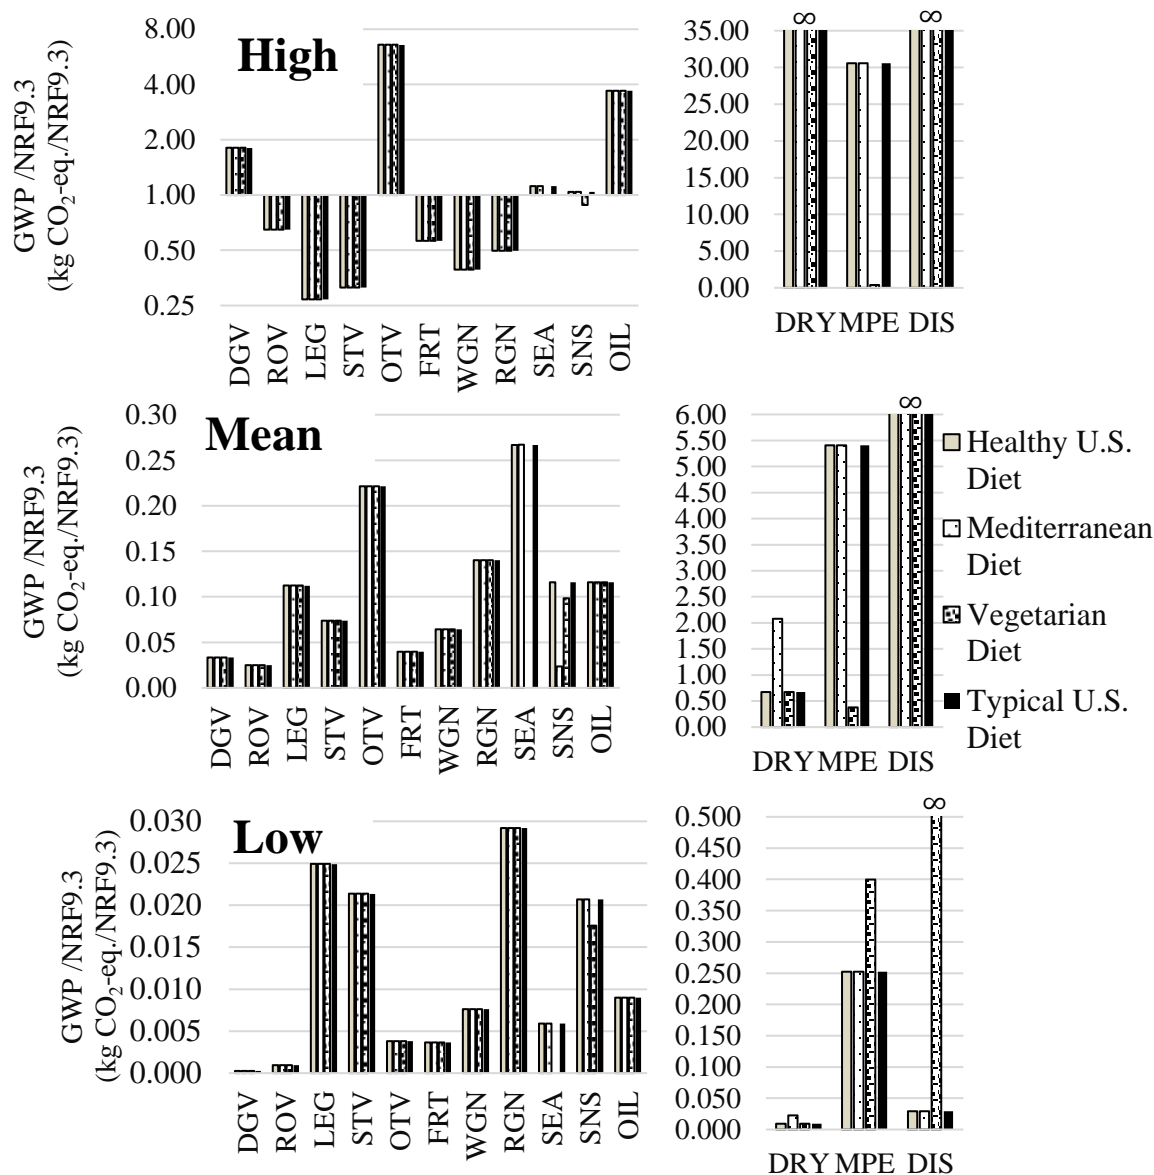 High
GWP /NRF9.3
(kg CO2-eq./NRF9.3)
8.00
4.00
2.00
1.00
0.50
0.25
DGV
ROV
LEG
STV
OTV
FRT
WGN
RGN
SEA
SNS
OIL
∞ ∞
35.00
30.00
25.00
20.00
15.00
10.00
5.00
0.00
DRY MPE DIS
Mean
GWP /NRF9.3
(kg CO2-eq./NRF9.3)
0.30
0.25
0.20
0.15
0.10
0.05
0.00
DGV
ROV
LEG
STV
OTV
FRT
WGN
RGN
SEA
SNS
OIL
∞
6.00
5.50
5.00
4.50
4.00
3.50
3.00
2.50
2.00
1.50
1.00
0.50
0.00
DRY MPE DIS
Healthy U.S.
Diet
Mediterranean
Diet
Vegetarian
Diet
Typical U.S.
Diet
Low
GWP /NRF9.3
(kg CO2-eq./NRF9.3)
0.030
0.025
0.020
0.015
0.010
0.005
0.000
DGV
ROV
LEG
STV
OTV
FRT
WGN
RGN
SEA
SNS
OIL
∞
0.500
0.450
0.400
0.350
0.300
0.250
0.200
0.150
0.100
0.050
0.000
DRY MPE DIS